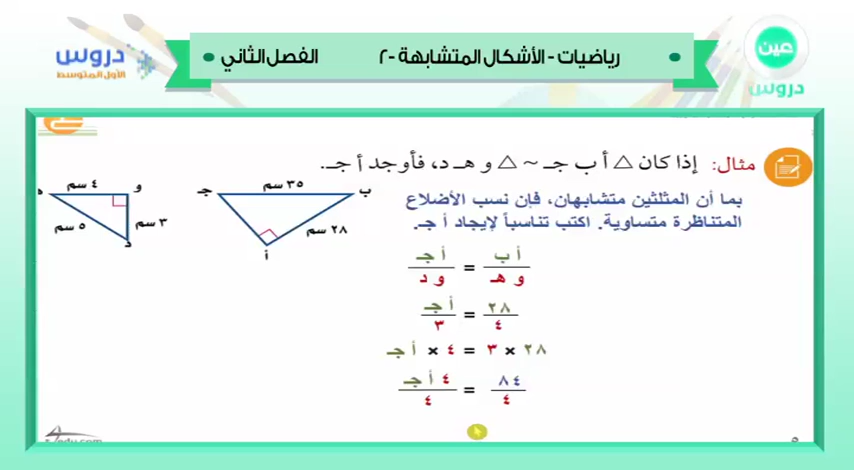 عين
دروس
رياضيات - الأشكال المتشابهة -٢
الفصل الثاني
دروس
الأول المتوسط
مثال: إذا كان △ أ ب جـ ~ △ و هـ د، فأوجد أ جـ.
بما أن المثلثين متشابهان، فإن نسب الأضلاع
المتناظرة متساوية. اكتب تناسباً لإيجاد أ جـ.
أ ب / و هـ = أ جـ / و د
٢٨ / ٤ = أ جـ / ٣
٢٨ × ٣ = ٤ × أ جـ
٨٤ / ٤ = ٤ أ جـ / ٤
ب
٣٥ سم
جـ
٢٨ سم
أ
و
٤ سم
٣ سم
٥ سم
د